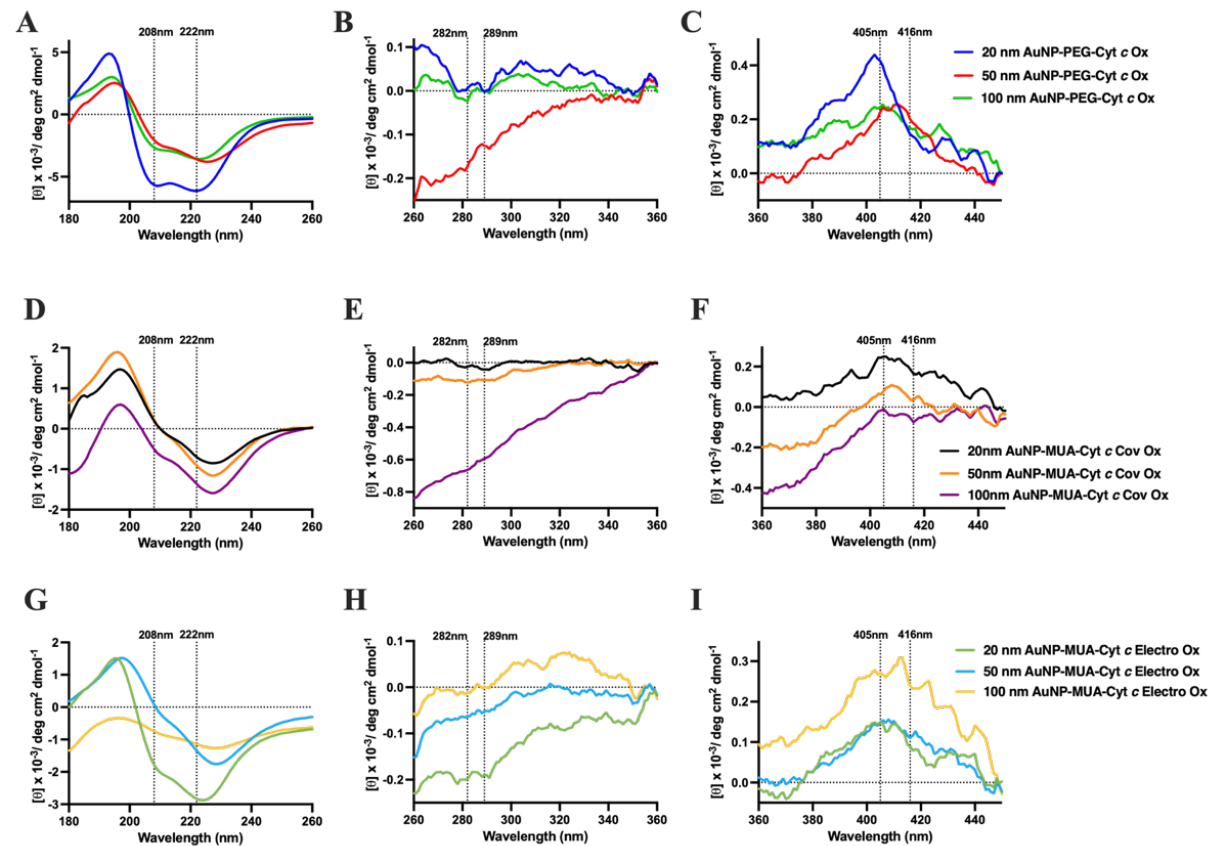 A
208nm 222nm
[θ] x 10⁻³/ deg cm² dmol⁻¹
5
0
-5
180 200 220 240 260
Wavelength (nm)
B
282nm 289nm
[θ] x 10⁻³/ deg cm² dmol⁻¹
0.1
0.0
-0.1
-0.2
260 280 300 320 340 360
Wavelength (nm)
C
405nm 416nm
[θ] x 10⁻³/ deg cm² dmol⁻¹
0.4
0.2
0.0
360 380 400 420 440
Wavelength (nm)
20 nm AuNP-PEG-Cyt c Ox
50 nm AuNP-PEG-Cyt c Ox
100 nm AuNP-PEG-Cyt c Ox
D
208nm 222nm
[θ] x 10⁻³/ deg cm² dmol⁻¹
2
1
0
-1
-2
180 200 220 240 260
Wavelength (nm)
E
282nm 289nm
[θ] x 10⁻³/ deg cm² dmol⁻¹
0.0
-0.2
-0.4
-0.6
-0.8
260 280 300 320 340 360
Wavelength (nm)
F
405nm 416nm
[θ] x 10⁻³/ deg cm² dmol⁻¹
0.2
0.0
-0.2
-0.4
360 380 400 420 440
Wavelength (nm)
20nm AuNP-MUA-Cyt c Cov Ox
50nm AuNP-MUA-Cyt c Cov Ox
100nm AuNP-MUA-Cyt c Cov Ox
G
208nm 222nm
[θ] x 10⁻³/ deg cm² dmol⁻¹
2
1
0
-1
-2
-3
180 200 220 240 260
Wavelength (nm)
H
282nm 289nm
[θ] x 10⁻³/ deg cm² dmol⁻¹
0.1
0.0
-0.1
-0.2
260 280 300 320 340 360
Wavelength (nm)
I
405nm 416nm
[θ] x 10⁻³/ deg cm² dmol⁻¹
0.3
0.2
0.1
0.0
360 380 400 420 440
Wavelength (nm)
20 nm AuNP-MUA-Cyt c Electro Ox
50 nm AuNP-MUA-Cyt c Electro Ox
100 nm AuNP-MUA-Cyt c Electro Ox